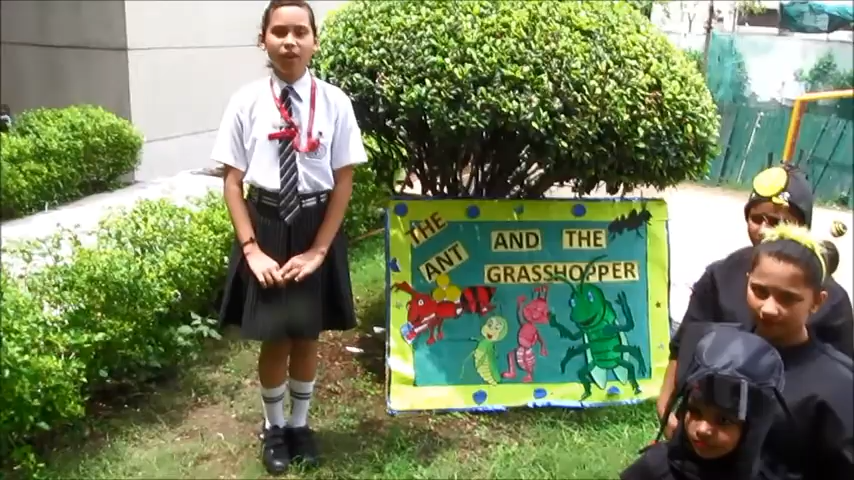 THE
ANT
AND THE
GRASSHOPPER